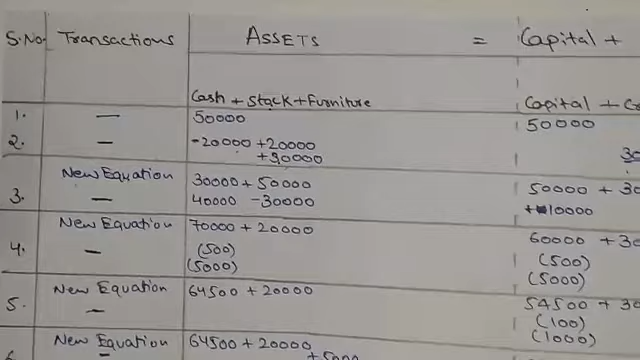 S.No. Transactions ASSETS = Capital +
Cash + Stock + Furniture Capital +
1. — 50000 50000
2. — -20000 +20000
+30000 30
New Equation 30000 + 50000 50000 + 30
3. — 40000 -30000 +10000
New Equation 70000 + 20000 60000 + 30
4. — (500) (500)
(5000) (5000)
New Equation 64500 + 20000 54500 + 30
5. — (100)
(1000)
New Equation 64500 + 20000
— + 5000